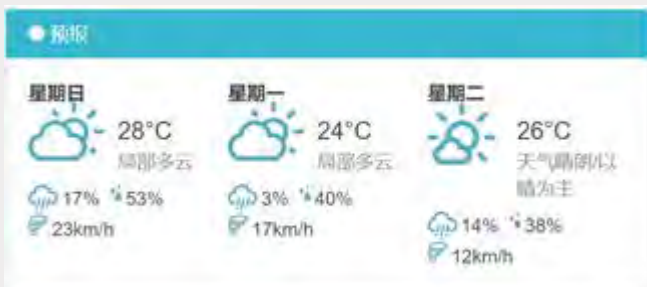 预报
星期日
28°C
局部多云
17% 53%
23km/h
星期一
24°C
局部多云
3% 40%
17km/h
星期二
26°C
天气晴朗/以
晴为主
14% 38%
12km/h